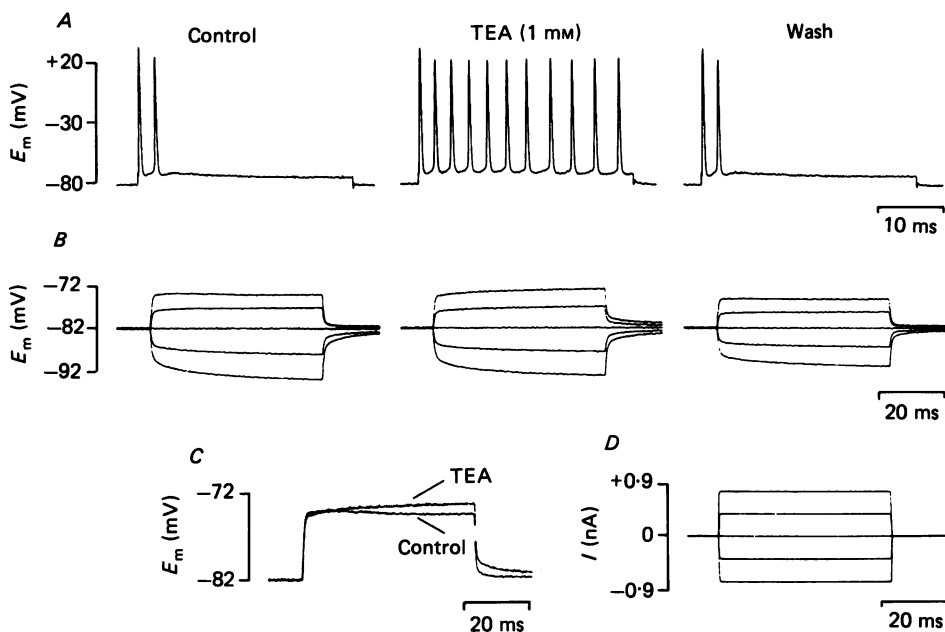 A
Control
TEA (1 mM)
Wash
+20
−30
−80
E_m (mV)
10 ms
B
−72
−82
−92
E_m (mV)
20 ms
C
−72
−82
E_m (mV)
TEA
Control
20 ms
D
+0·9
0
−0·9
I (nA)
20 ms